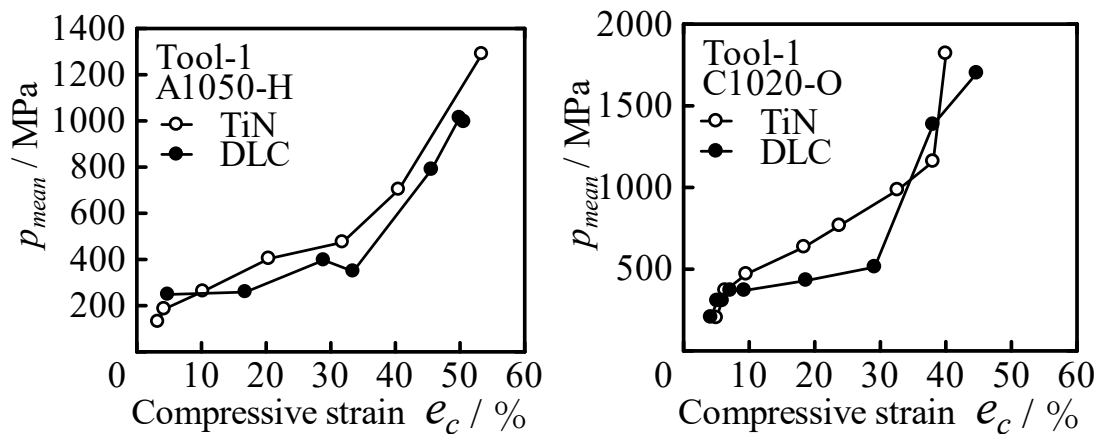 1400
1200
1000
800
600
400
200
p_mean / MPa
Tool-1
A1050-H
TiN
DLC
0 10 20 30 40 50 60
Compressive strain e_c / %
2000
1500
1000
500
p_mean / MPa
Tool-1
C1020-O
TiN
DLC
0 10 20 30 40 50 60
Compressive strain e_c / %